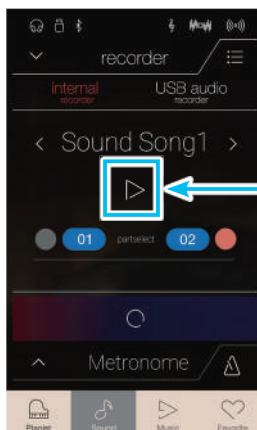 recorder
internal USB audio
recorder recorder
Sound Song1
01 partselect 02
Metronome
Pianist Sound Music Favorite